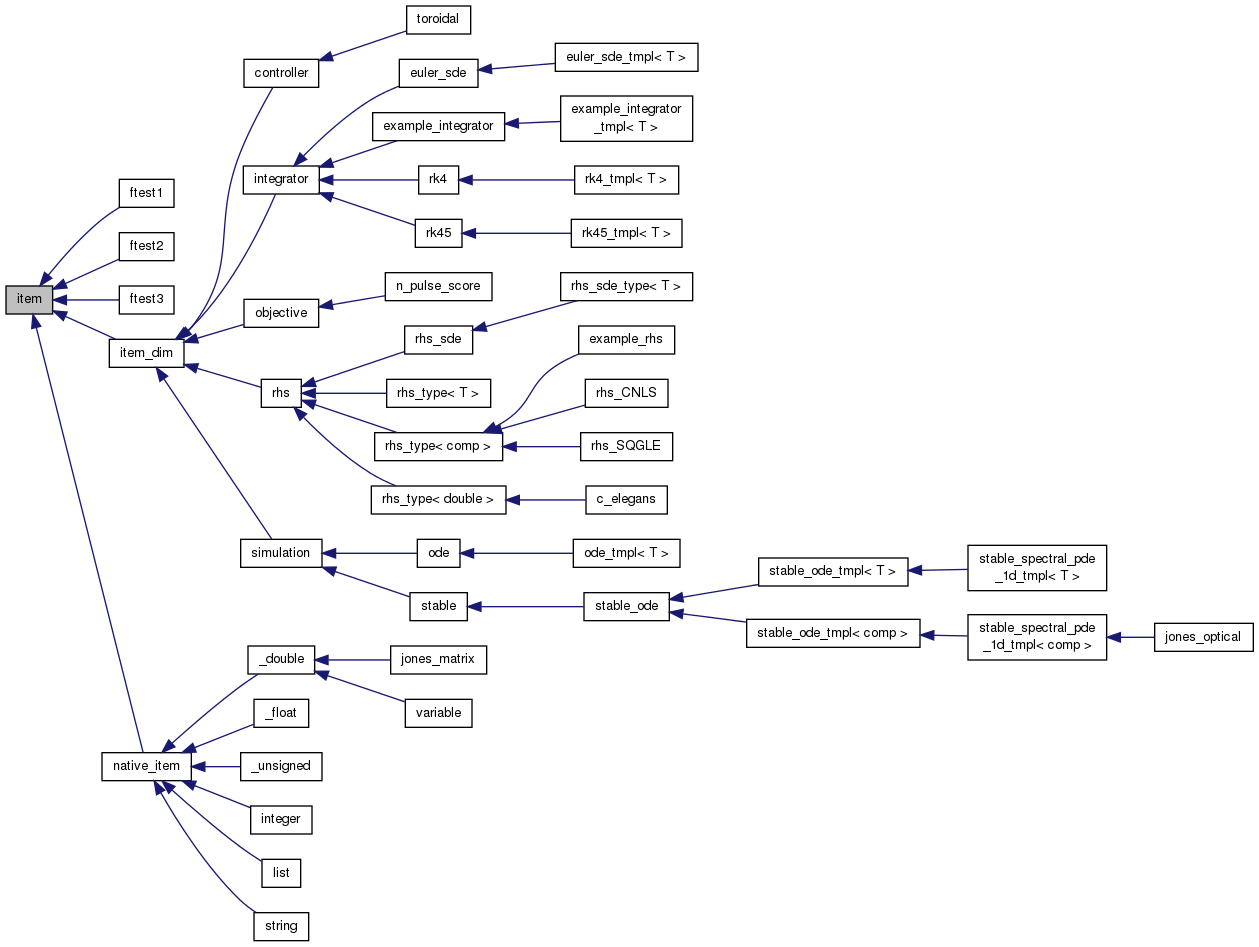 toroidal
controller
euler_sde
euler_sde_tmpl< T >
example_integrator
example_integrator
_tmpl< T >
integrator
rk4
rk4_tmpl< T >
rk45
rk45_tmpl< T >
ftest1
ftest2
ftest3
item
item_dim
objective
n_pulse_score
rhs_sde
rhs_sde_type< T >
rhs
rhs_type< T >
rhs_type< comp >
example_rhs
rhs_CNLS
rhs_SQGLE
rhs_type< double >
c_elegans
simulation
ode
ode_tmpl< T >
stable
stable_ode
stable_ode_tmpl< T >
stable_spectral_pde
_1d_tmpl< T >
stable_ode_tmpl< comp >
stable_spectral_pde
_1d_tmpl< comp >
jones_optical
native_item
_double
jones_matrix
variable
_float
_unsigned
integer
list
string